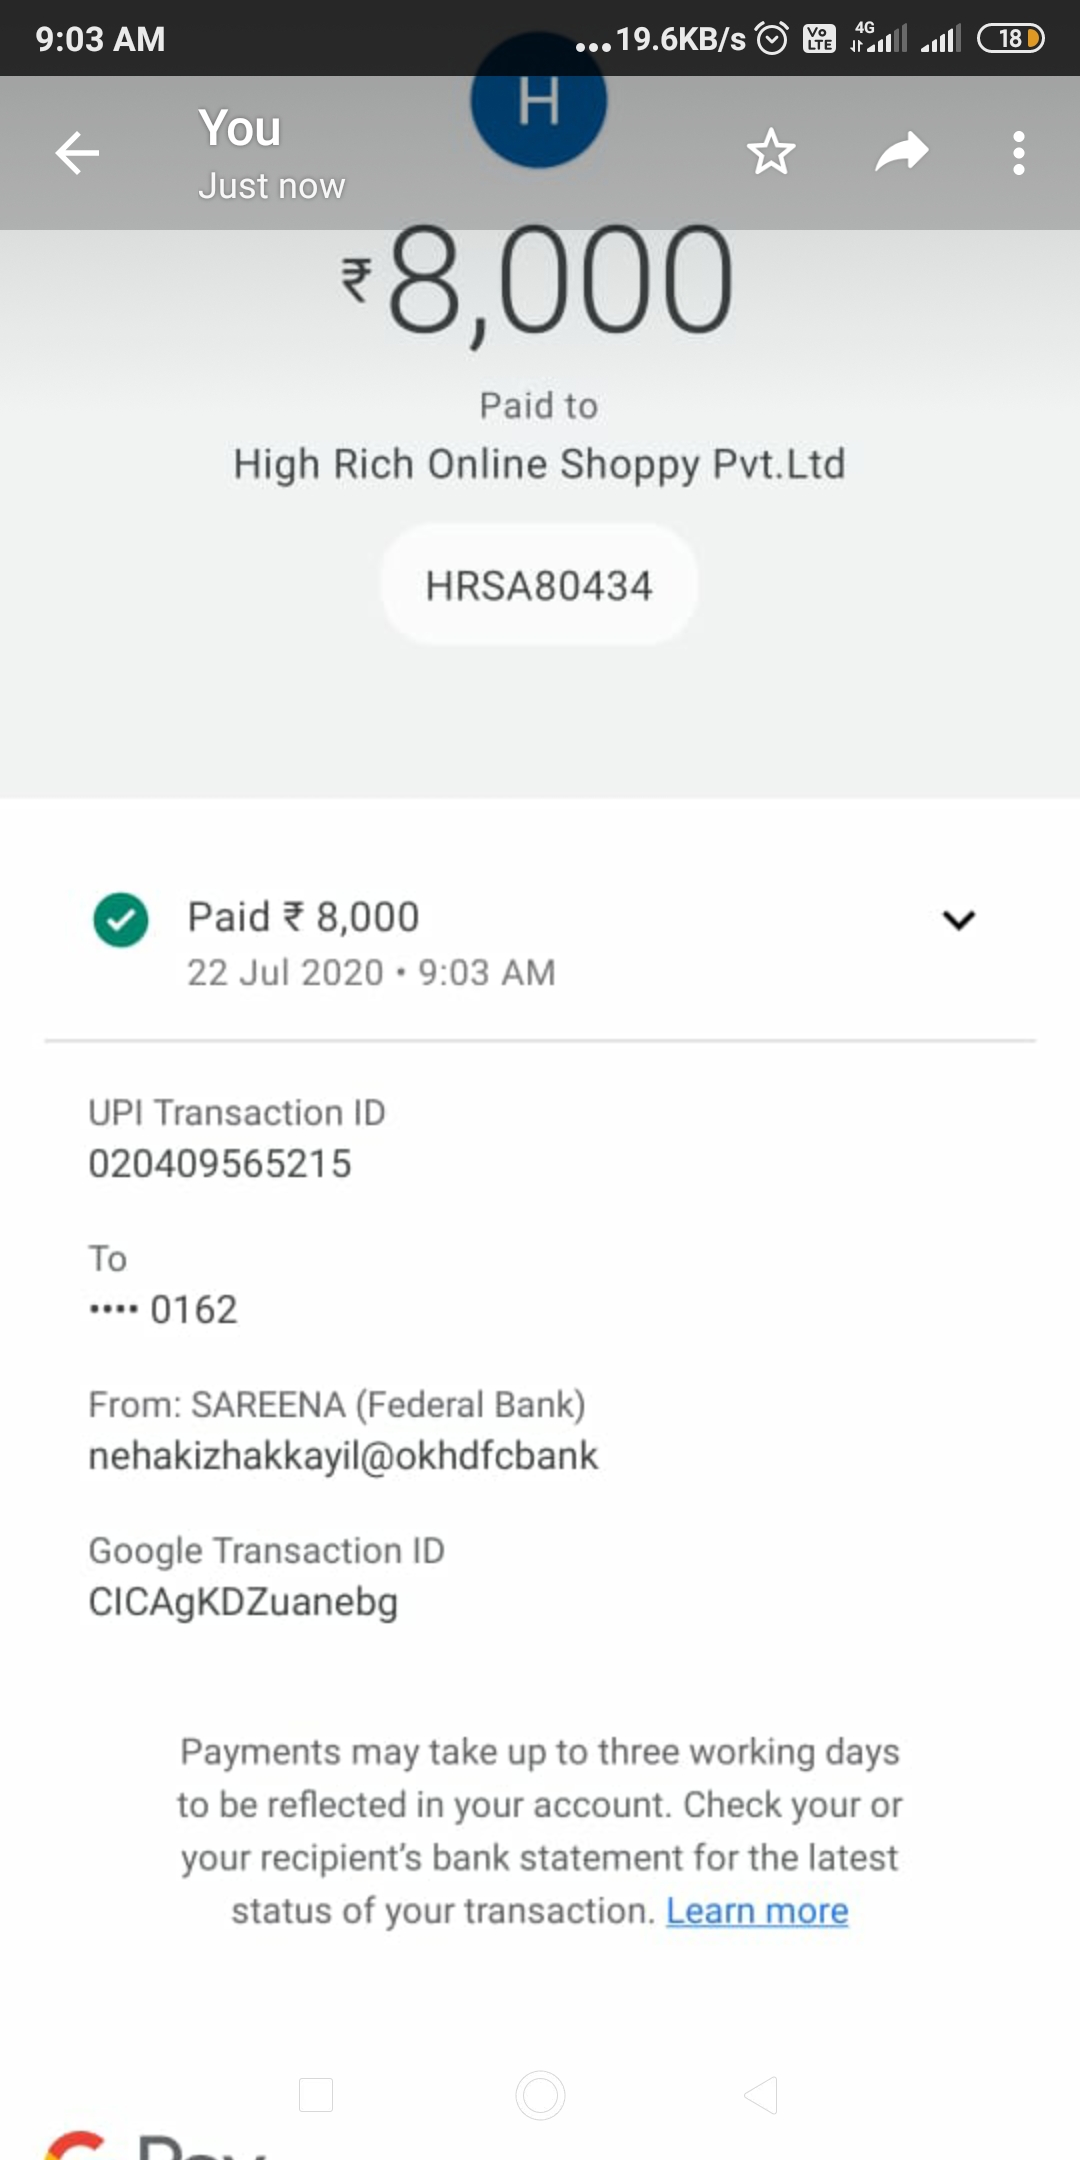 9:03 AM
...19.6KB/s
Vo LTE
4G
18
H
You
Just now
₹8,000
Paid to
High Rich Online Shoppy Pvt.Ltd
HRSA80434
Paid ₹ 8,000
22 Jul 2020 • 9:03 AM
UPI Transaction ID
020409565215
To
•••• 0162
From: SAREENA (Federal Bank)
nehakizhakkayil@okhdfcbank
Google Transaction ID
CICAgKDZuanebg
Payments may take up to three working days
to be reflected in your account. Check your or
your recipient's bank statement for the latest
status of your transaction. Learn more
G Pay